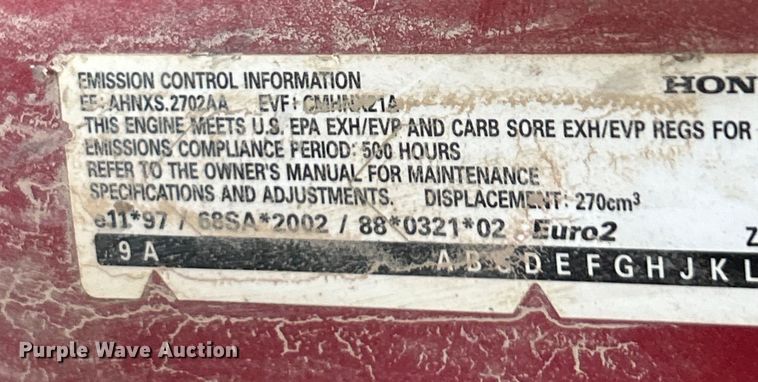 EMISSION CONTROL INFORMATION HON
EF: AHNXS.2702AA EVF:
THIS ENGINE MEETS U.S. EPA EXH/EVP AND CARB SORE EXH/EVP REGS FOR
EMISSIONS COMPLIANCE PERIOD: 500 HOURS
REFER TO THE OWNER'S MANUAL FOR MAINTENANCE
SPECIFICATIONS AND ADJUSTMENTS. DISPLACEMENT: 270cm³
e11*97 / 68SA*2002 / 88*0321*02 Euro2 Z
9 A A B C D E F G H J K L
Purple Wave Auction